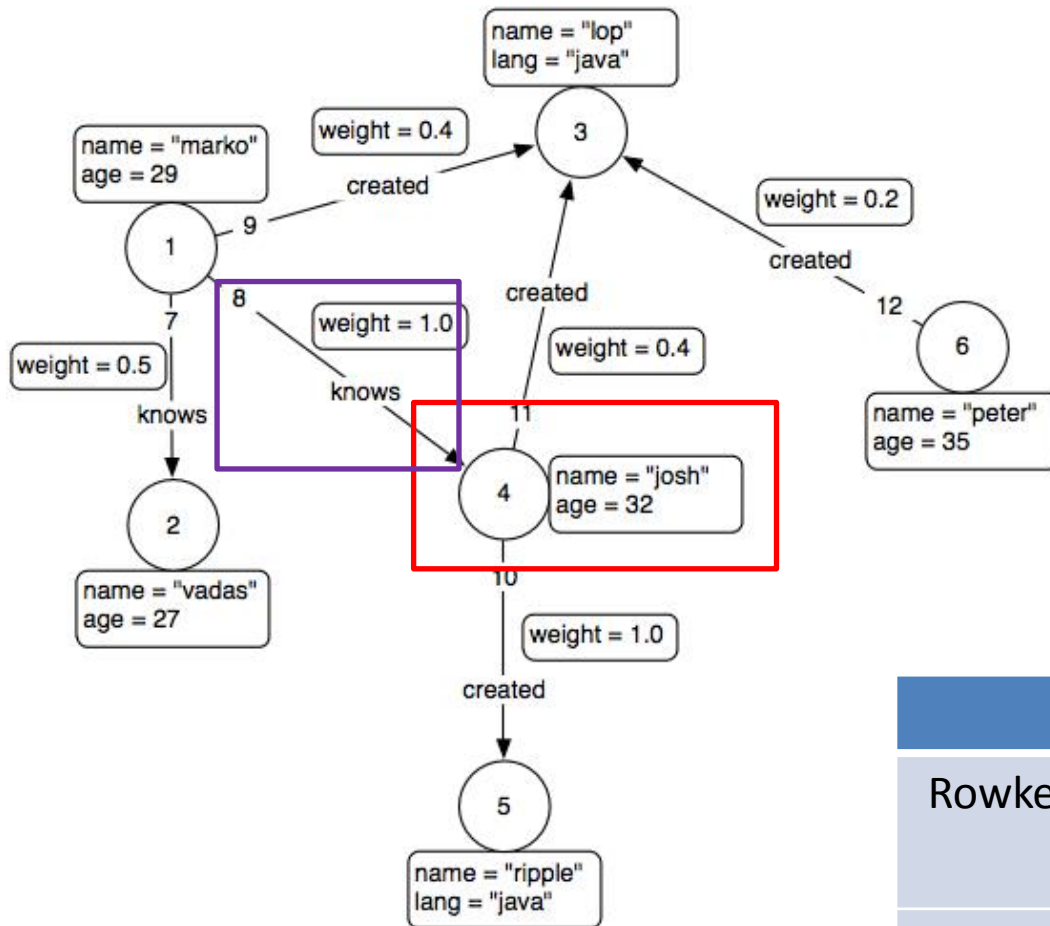 name = "lop"
lang = "java"
weight = 0.4
3
name = "marko"
age = 29
created
weight = 0.2
9
1
created
8
created
7
weight = 1.0
12
weight = 0.5
weight = 0.4
6
knows
knows
11
name = "peter"
age = 35
4
name = "josh"
age = 32
2
10
name = "vadas"
age = 27
weight = 1.0
created
5
Rowke
name = "ripple"
lang = "java"